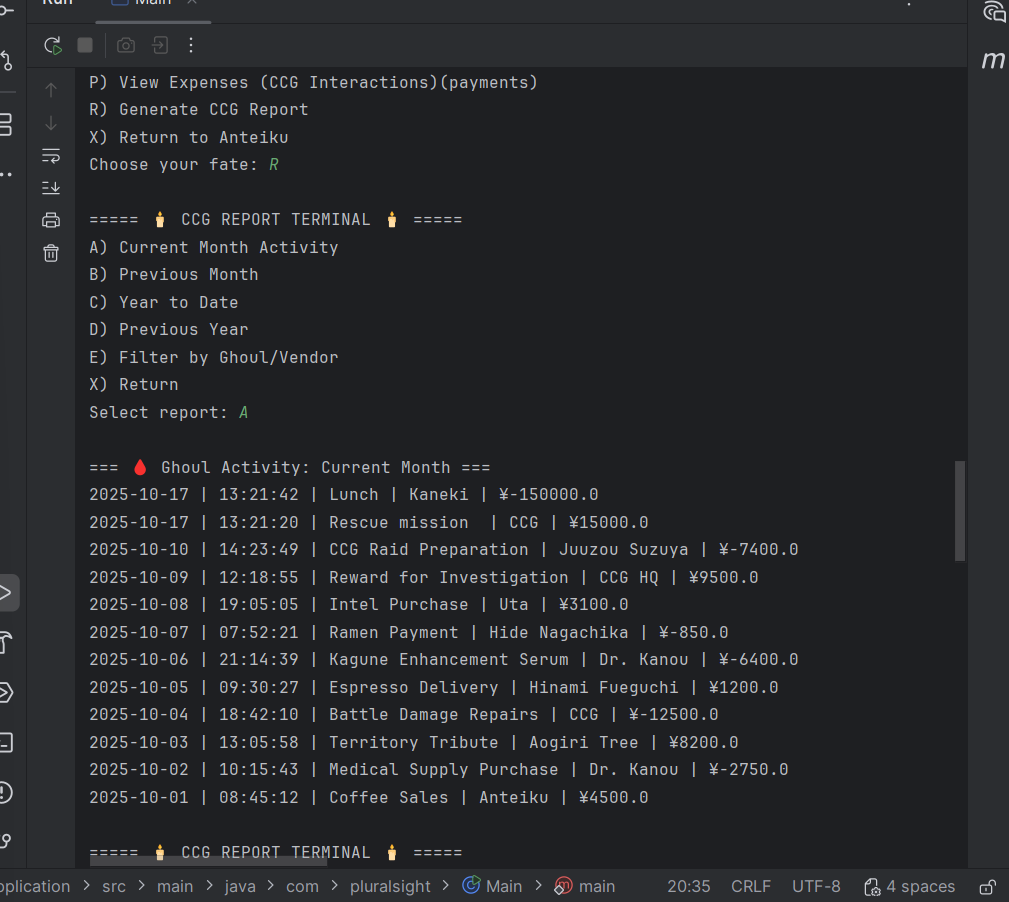 Run Main
P) View Expenses (CCG Interactions)(payments)
R) Generate CCG Report
X) Return to Anteiku
Choose your fate: R
===== 🕯 CCG REPORT TERMINAL 🕯 =====
A) Current Month Activity
B) Previous Month
C) Year to Date
D) Previous Year
E) Filter by Ghoul/Vendor
X) Return
Select report: A
=== 🩸 Ghoul Activity: Current Month ===
2025-10-17 | 13:21:42 | Lunch | Kaneki | ¥-150000.0
2025-10-17 | 13:21:20 | Rescue mission  | CCG | ¥15000.0
2025-10-10 | 14:23:49 | CCG Raid Preparation | Juuzou Suzuya | ¥-7400.0
2025-10-09 | 12:18:55 | Reward for Investigation | CCG HQ | ¥9500.0
2025-10-08 | 19:05:05 | Intel Purchase | Uta | ¥3100.0
2025-10-07 | 07:52:21 | Ramen Payment | Hide Nagachika | ¥-850.0
2025-10-06 | 21:14:39 | Kagune Enhancement Serum | Dr. Kanou | ¥-6400.0
2025-10-05 | 09:30:27 | Espresso Delivery | Hinami Fueguchi | ¥1200.0
2025-10-04 | 18:42:10 | Battle Damage Repairs | CCG | ¥-12500.0
2025-10-03 | 13:05:58 | Territory Tribute | Aogiri Tree | ¥8200.0
2025-10-02 | 10:15:43 | Medical Supply Purchase | Dr. Kanou | ¥-2750.0
2025-10-01 | 08:45:12 | Coffee Sales | Anteiku | ¥4500.0
===== 🕯 CCG REPORT TERMINAL 🕯 =====
m
plication > src > main > java > com > pluralsight > Main > main 20:35 CRLF UTF-8 4 spaces